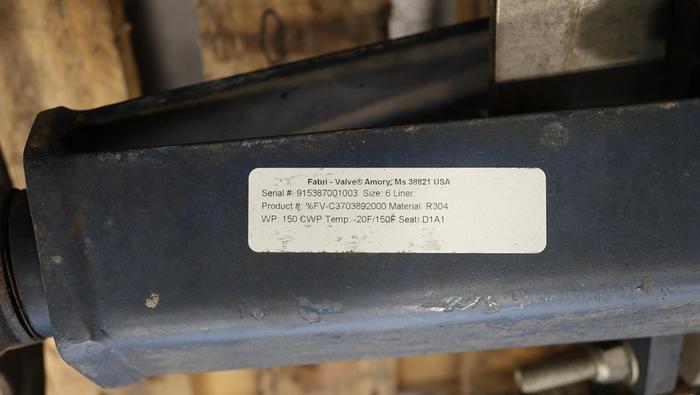 Fabri - Valve® Amory, Ms 38821 USA
Serial #: 915387001003 Size: 6 Liner:
Product #: %FV-C3703892000 Material: R304
WP: 150 CWP Temp: -20F/150F Seat: D1A1